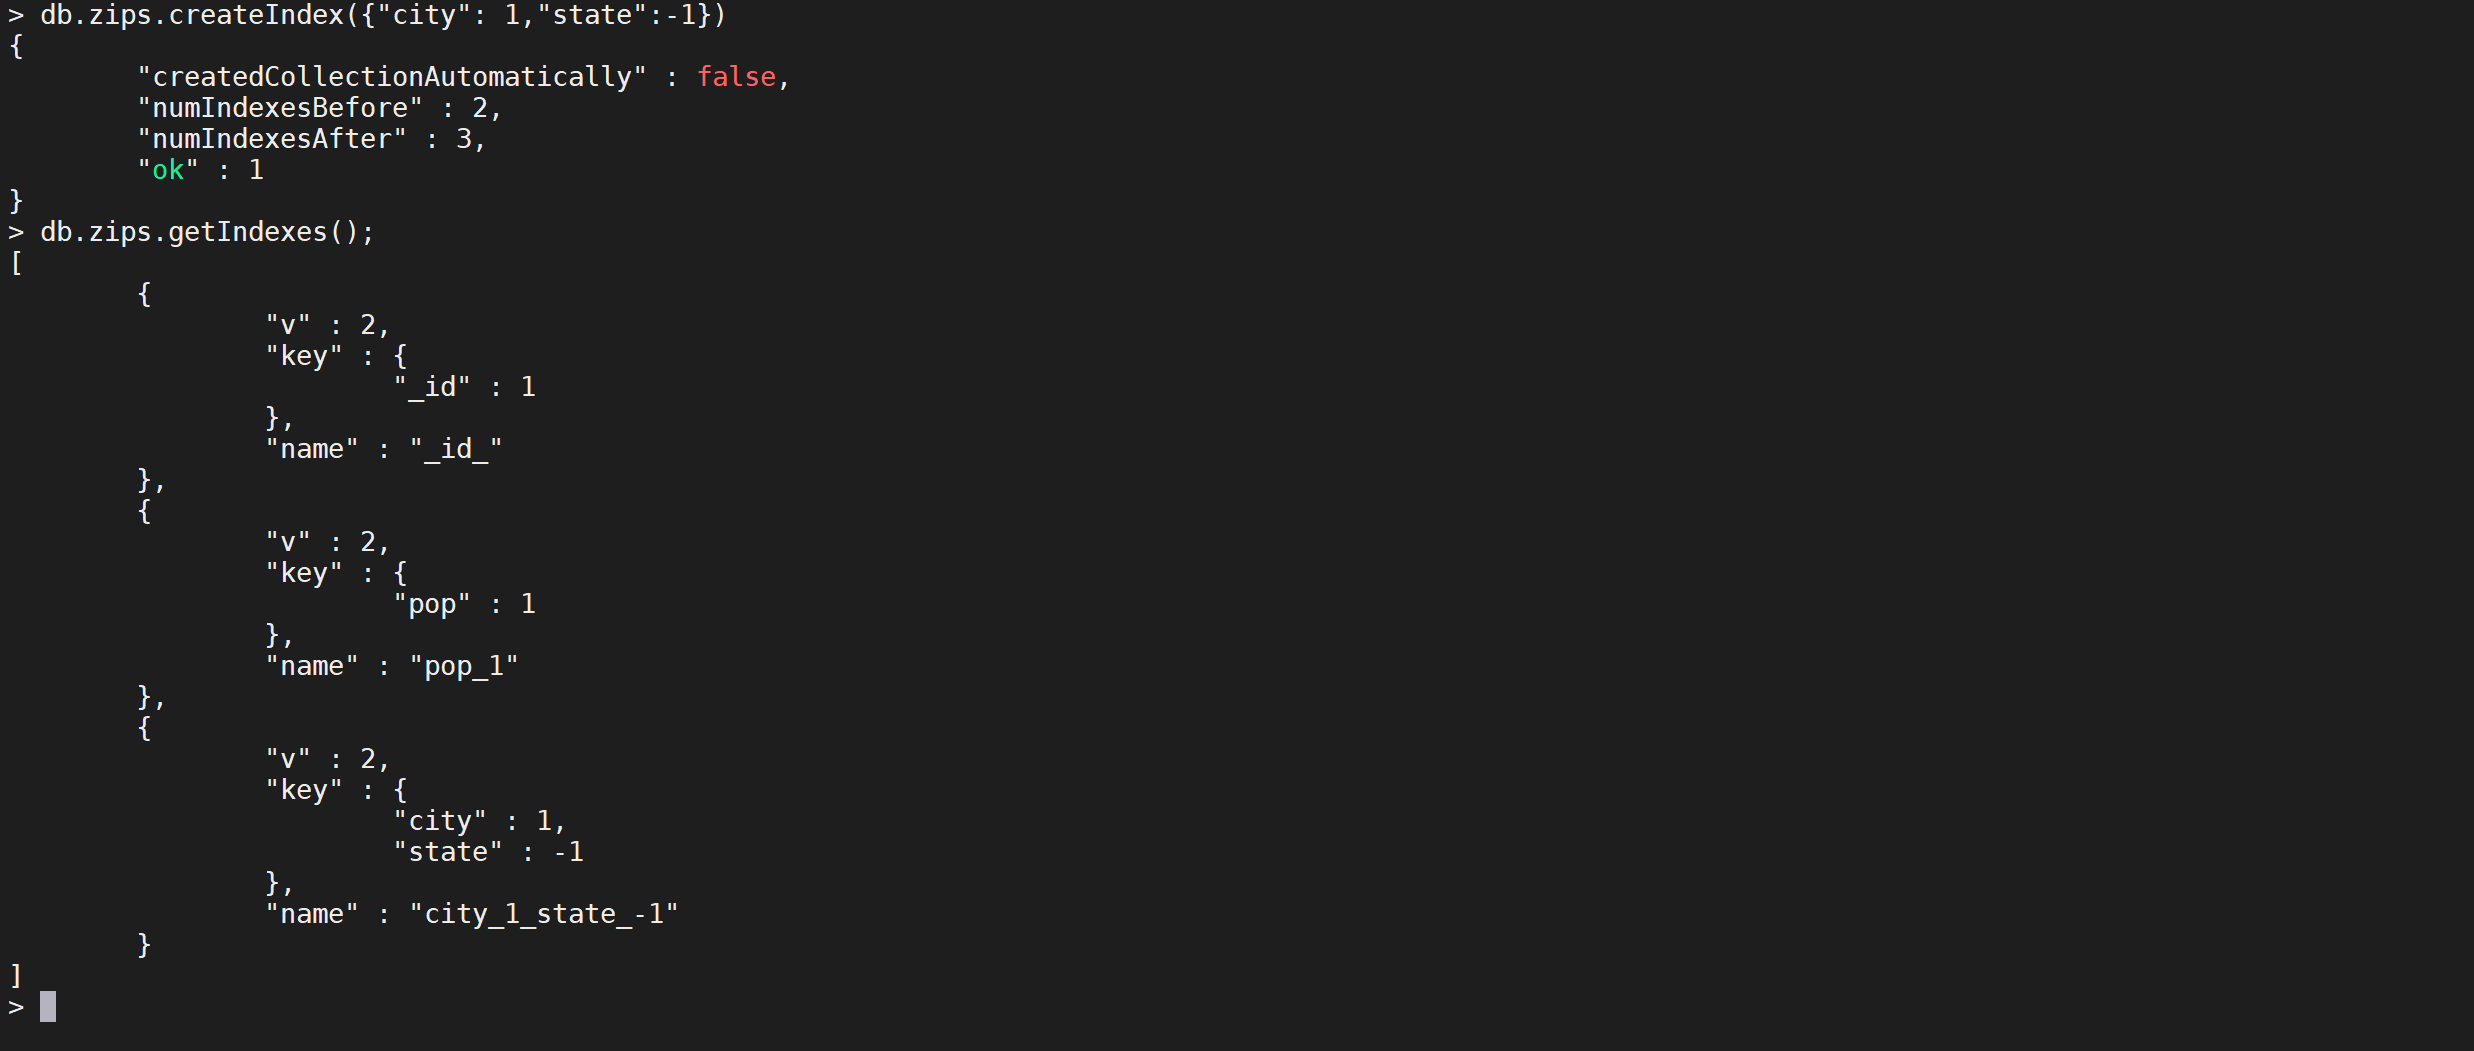 > db.zips.createIndex({"city": 1,"state":-1})
{
        "createdCollectionAutomatically" : false,
        "numIndexesBefore" : 2,
        "numIndexesAfter" : 3,
        "ok" : 1
}
> db.zips.getIndexes();
[
        {
                "v" : 2,
                "key" : {
                        "_id" : 1
                },
                "name" : "_id_"
        },
        {
                "v" : 2,
                "key" : {
                        "pop" : 1
                },
                "name" : "pop_1"
        },
        {
                "v" : 2,
                "key" : {
                        "city" : 1,
                        "state" : -1
                },
                "name" : "city_1_state_-1"
        }
]
>